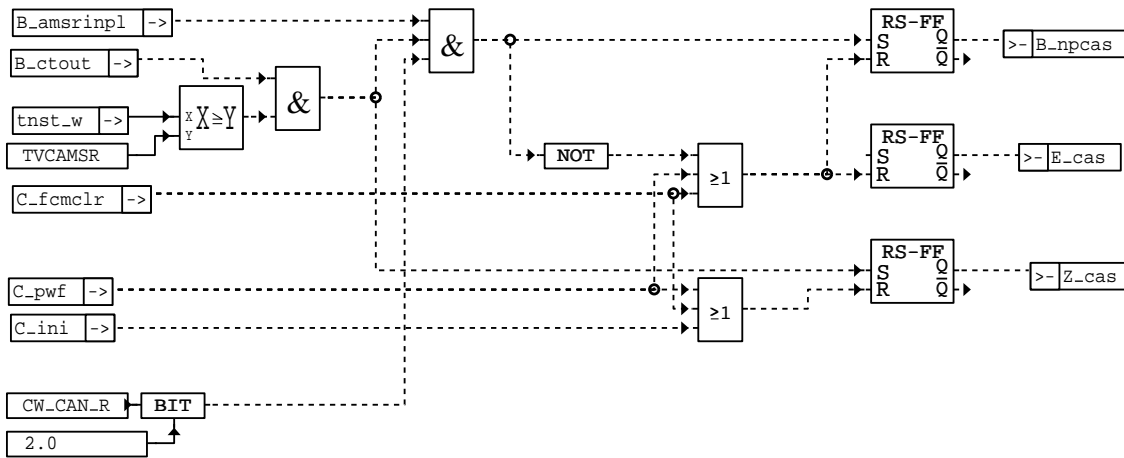 B_amsrinpl ->
B_ctout ->
tnst_w ->
TVCAMSR
X
Y
X≥Y
&
&
C_fcmclr ->
C_pwf ->
C_ini ->
CW_CAN_R
BIT
2.0
NOT
≥1
≥1
RS-FF
S Q
R Q̅
>- B_npcas
RS-FF
S Q
R Q̅
>- E_cas
RS-FF
S Q
R Q̅
>- Z_cas